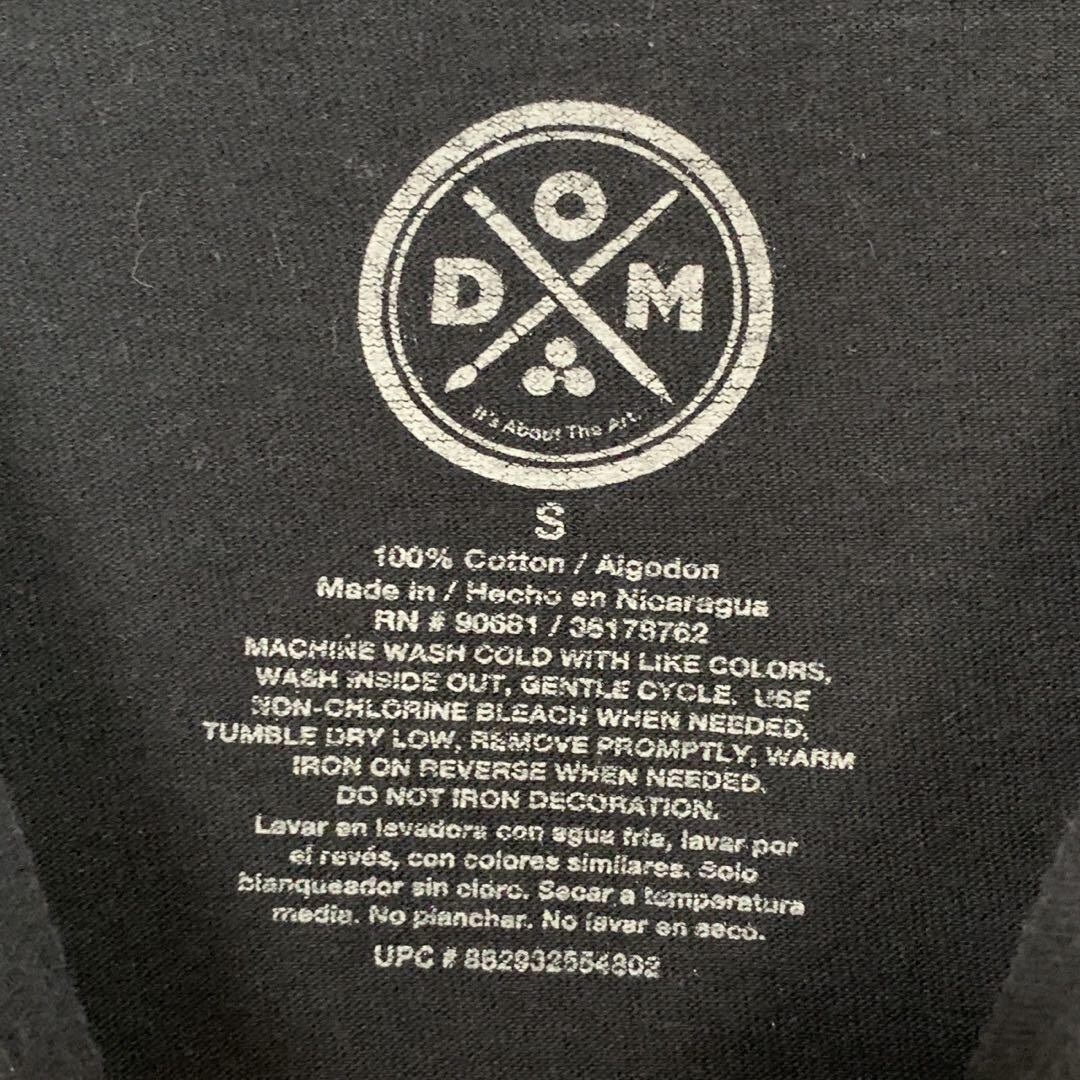 O
D M
It's About The Art.
S
100% Cotton / Algodon
Made in / Hecho en Nicaragua
RN # 90681 / 36178762
MACHINE WASH COLD WITH LIKE COLORS,
WASH INSIDE OUT, GENTLE CYCLE. USE
NON-CHLORINE BLEACH WHEN NEEDED,
TUMBLE DRY LOW, REMOVE PROMPTLY, WARM
IRON ON REVERSE WHEN NEEDED.
DO NOT IRON DECORATION.
Lavar en lavadora con agua fria, lavar por
el revés, con colores similares. Solo
blanqueador sin cloro. Secar a temperatura
media. No planchar. No lavar en seco.
UPC #